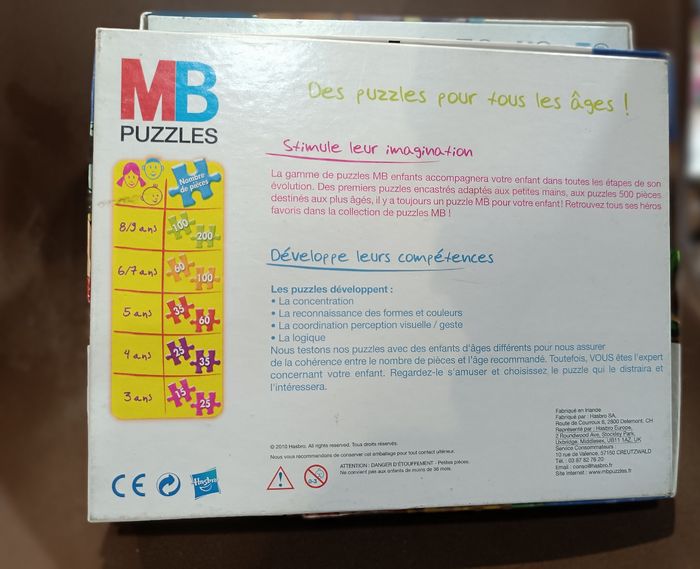 MB
PUZZLES
Des puzzles pour tous les âges !
Stimule leur imagination
La gamme de puzzles MB enfants accompagnera votre enfant dans toutes les étapes de son
évolution. Des premiers puzzles encastrés adaptés aux petites mains, aux puzzles 500 pièces
destinés aux plus âgés, il y a toujours un puzzle MB pour votre enfant! Retrouvez tous ses héros
favoris dans la collection de puzzles MB !
Nombre
de pièces
8/9 ans 100 200
6/7 ans 60 100
5 ans 35 60
4 ans 25 35
3 ans 15 25
Développe leurs compétences
Les puzzles développent :
• La concentration
• La reconnaissance des formes et couleurs
• La coordination perception visuelle / geste
• La logique
Nous testons nos puzzles avec des enfants d'âges différents pour nous assurer
de la cohérence entre le nombre de pièces et l'âge recommandé. Toutefois, VOUS êtes l'expert
concernant votre enfant. Regardez-le s'amuser et choisissez le puzzle qui le distraira et
l'intéressera.
© 2010 Hasbro. All rights reserved. Tous droits réservés.
Nous vous recommandons de conserver cet emballage pour tout contact ultérieur.
ATTENTION : DANGER D'ÉTOUFFEMENT - Petites pièces.
Ne convient pas aux enfants de moins de 36 mois.
0-3
CE
Hasbro
Fabriqué en Irlande
Fabriqué par : Hasbro SA,
Route de Courroux 6, 2800 Delemont, CH
Représenté par : Hasbro Europe,
2 Roundwood Ave, Stockley Park,
Uxbridge, Middlesex, UB11 1AZ, UK
Service Consommateurs :
10 rue de Valence, 57150 CREUTZWALD
Tél. : 03 87 82 76 20
Email : conso@hasbro.fr
Site Internet : www.mbpuzzles.fr